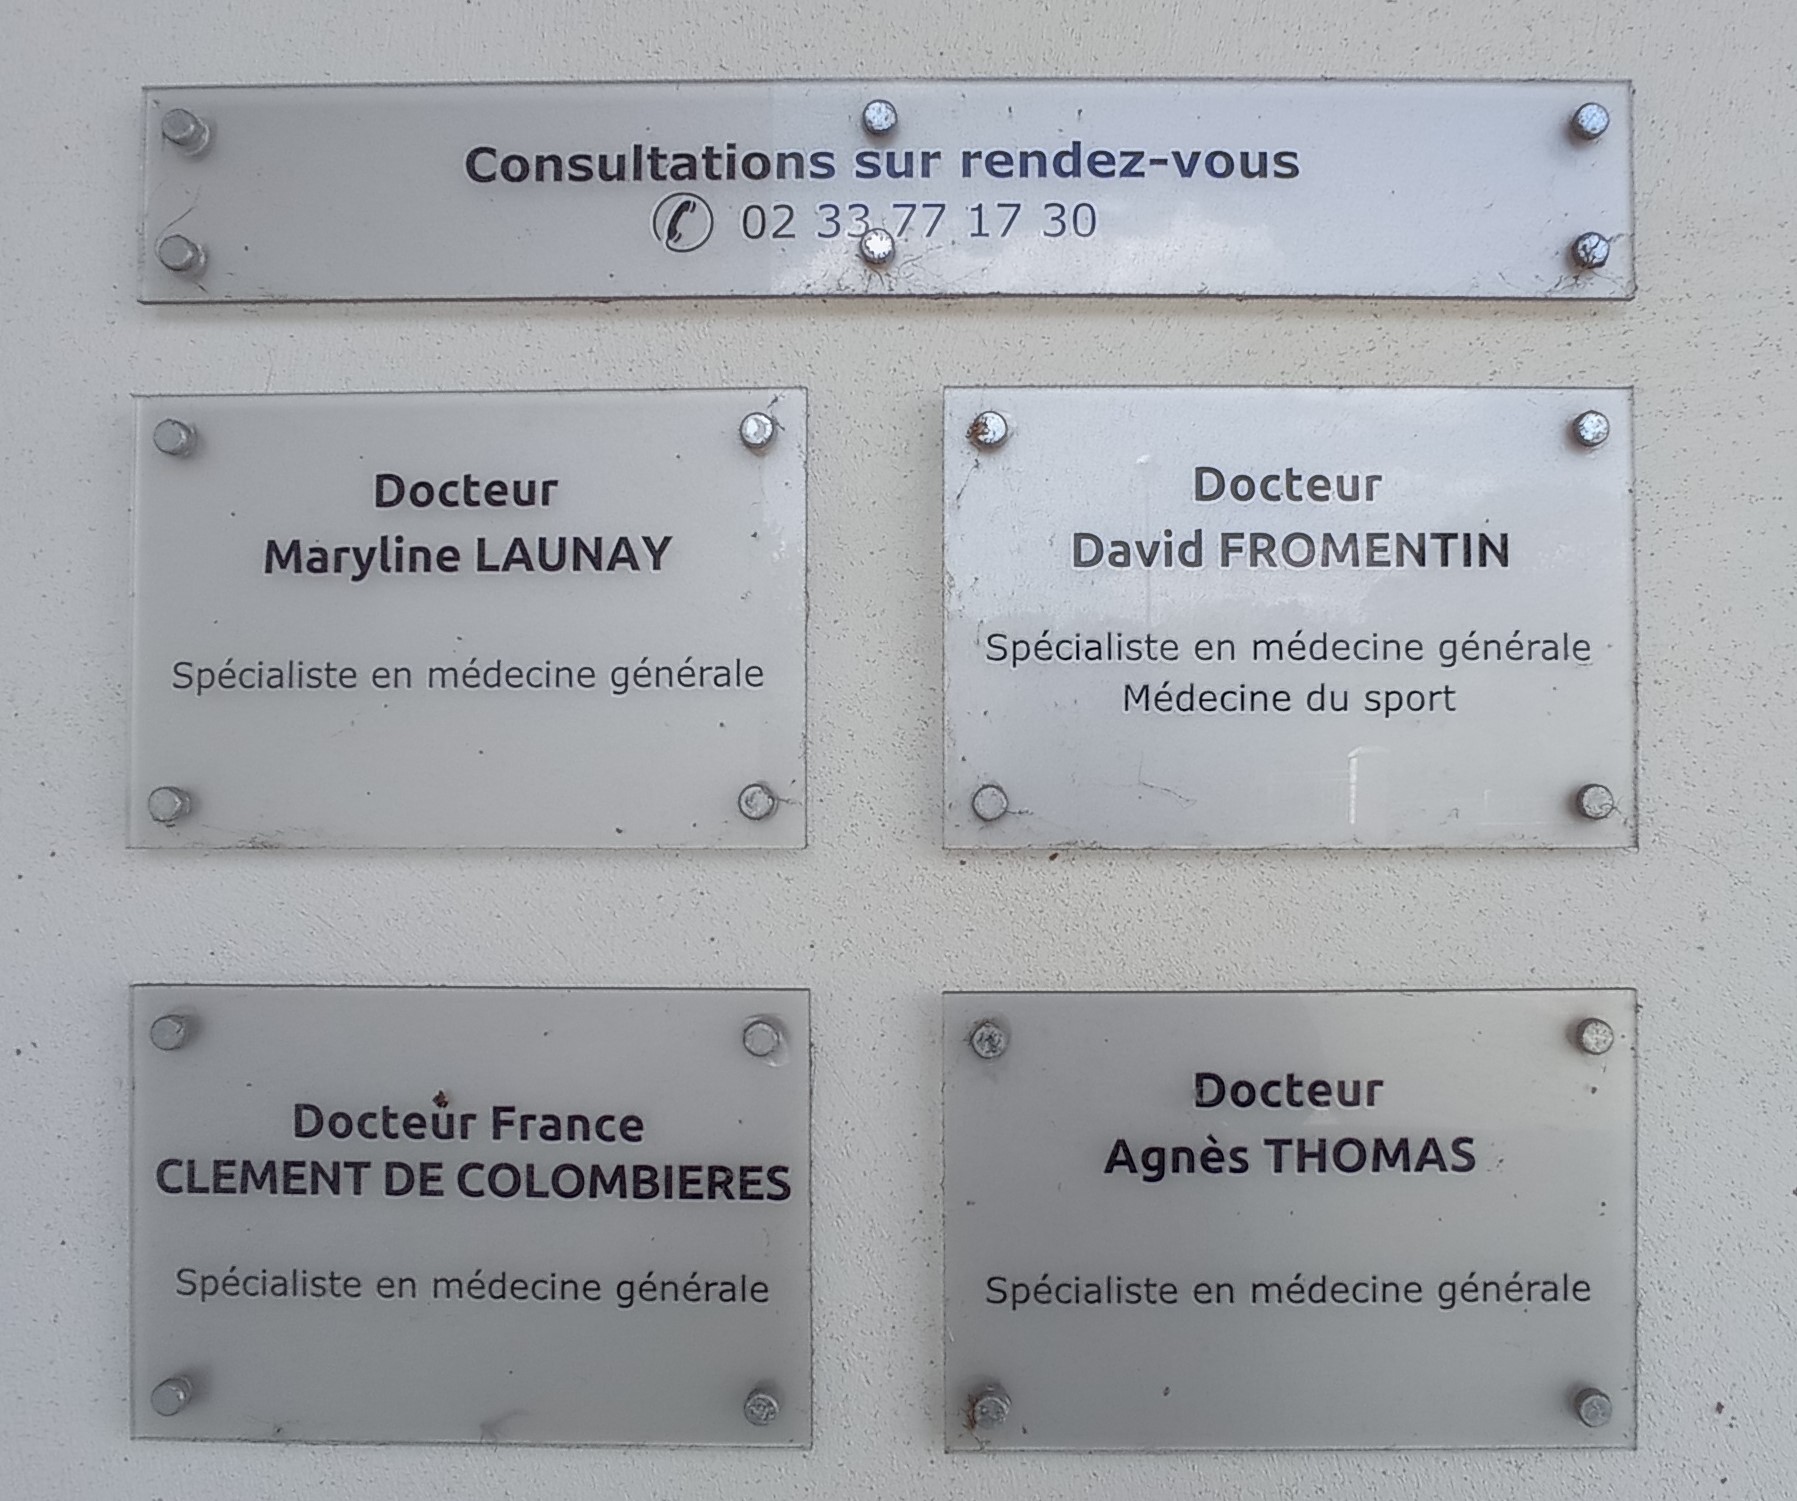 Consultations sur rendez-vous
02 33 77 17 30
Docteur
Maryline LAUNAY
Spécialiste en médecine générale
Docteur
David FROMENTIN
Spécialiste en médecine générale
Médecine du sport
Docteur France
CLEMENT DE COLOMBIERES
Spécialiste en médecine générale
Docteur
Agnès THOMAS
Spécialiste en médecine générale